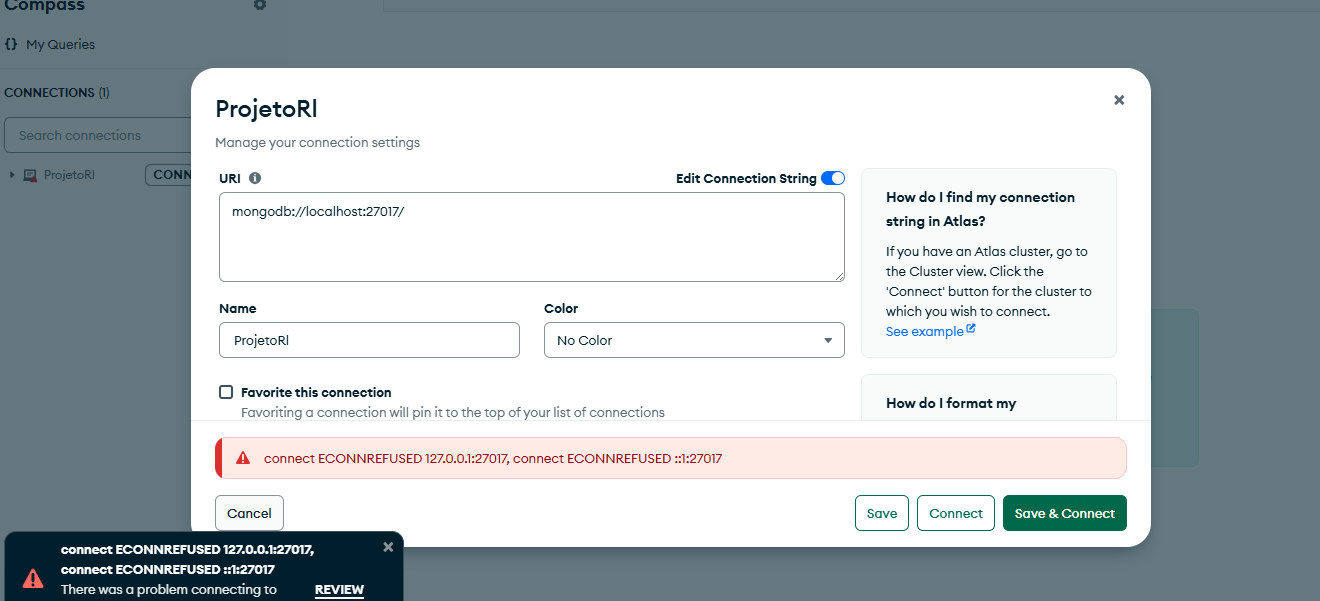 Compass
{} My Queries
CONNECTIONS (1)
Search connections
ProjetoRl
CONN
ProjetoRl
Manage your connection settings
URI
Edit Connection String
mongodb://localhost:27017/
Name
Color
ProjetoRl
No Color
Favorite this connection
Favoriting a connection will pin it to the top of your list of connections
How do I find my connection
string in Atlas?
If you have an Atlas cluster, go to
the Cluster view. Click the
'Connect' button for the cluster to
which you wish to connect.
See example
How do I format my
connect ECONNREFUSED 127.0.0.1:27017, connect ECONNREFUSED ::1:27017
Cancel
Save
Connect
Save & Connect
connect ECONNREFUSED 127.0.0.1:27017,
connect ECONNREFUSED ::1:27017
There was a problem connecting to
REVIEW